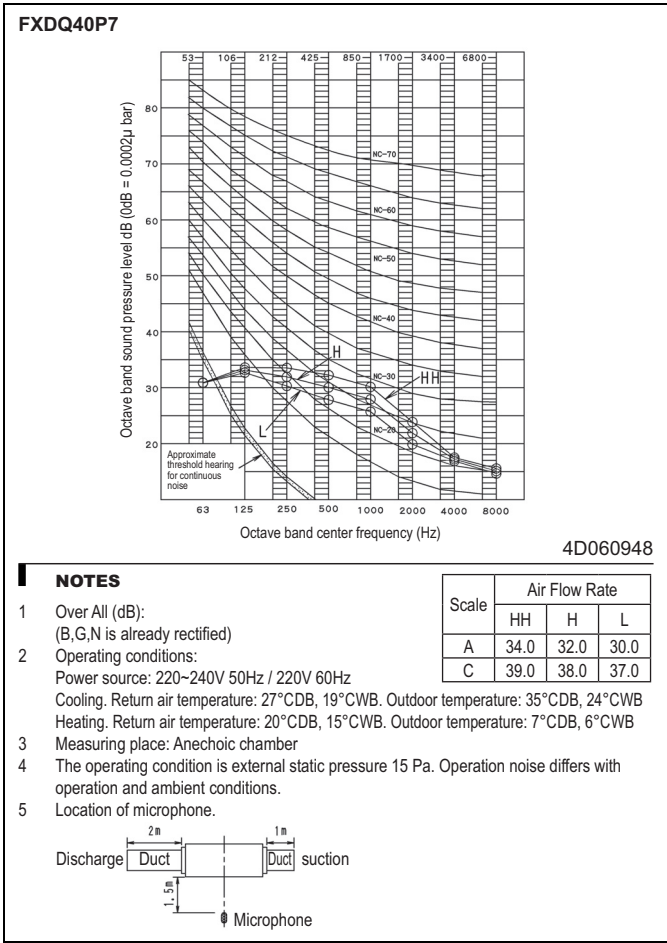 FXDQ40P7
53 106 212 425 850 1700 3400 6800
Octave band sound pressure level dB (0dB = 0.0002μ bar)
80
70
60
50
40
30
20
NC-70
NC-60
NC-50
NC-40
NC-30
NC-20
H
HH
L
Approximate
threshold hearing
for continuous
noise
63 125 250 500 1000 2000 4000 8000
Octave band center frequency (Hz)
4D060948
NOTES
1 Over All (dB):
(B,G,N is already rectified)
Scale Air Flow Rate
HH H L
A 34.0 32.0 30.0
C 39.0 38.0 37.0
2 Operating conditions:
Power source: 220~240V 50Hz / 220V 60Hz
Cooling. Return air temperature: 27°CDB, 19°CWB. Outdoor temperature: 35°CDB, 24°CWB
Heating. Return air temperature: 20°CDB, 15°CWB. Outdoor temperature: 7°CDB, 6°CWB
3 Measuring place: Anechoic chamber
4 The operating condition is external static pressure 15 Pa. Operation noise differs with
operation and ambient conditions.
5 Location of microphone.
2m 1m
Discharge Duct Duct suction
1.5m
Microphone